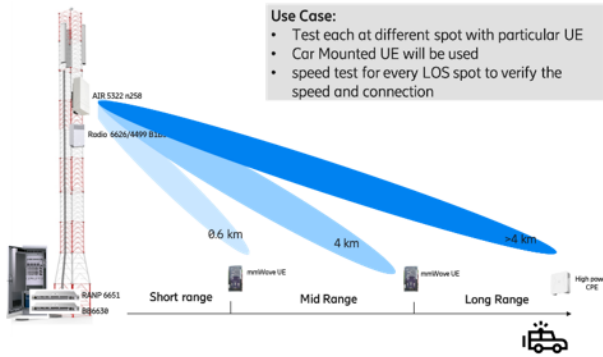 Use Case:
• Test each at different spot with particular UE
• Car Mounted UE will be used
• speed test for every LOS spot to verify the
speed and connection
AIR 5322 n258
Radio 6626/4499
0.6 km
4 km
>4 km
mmWave UE
mmWave UE
High pow
CPE
RANP 6651
BB6630
Short range
Mid Range
Long Range